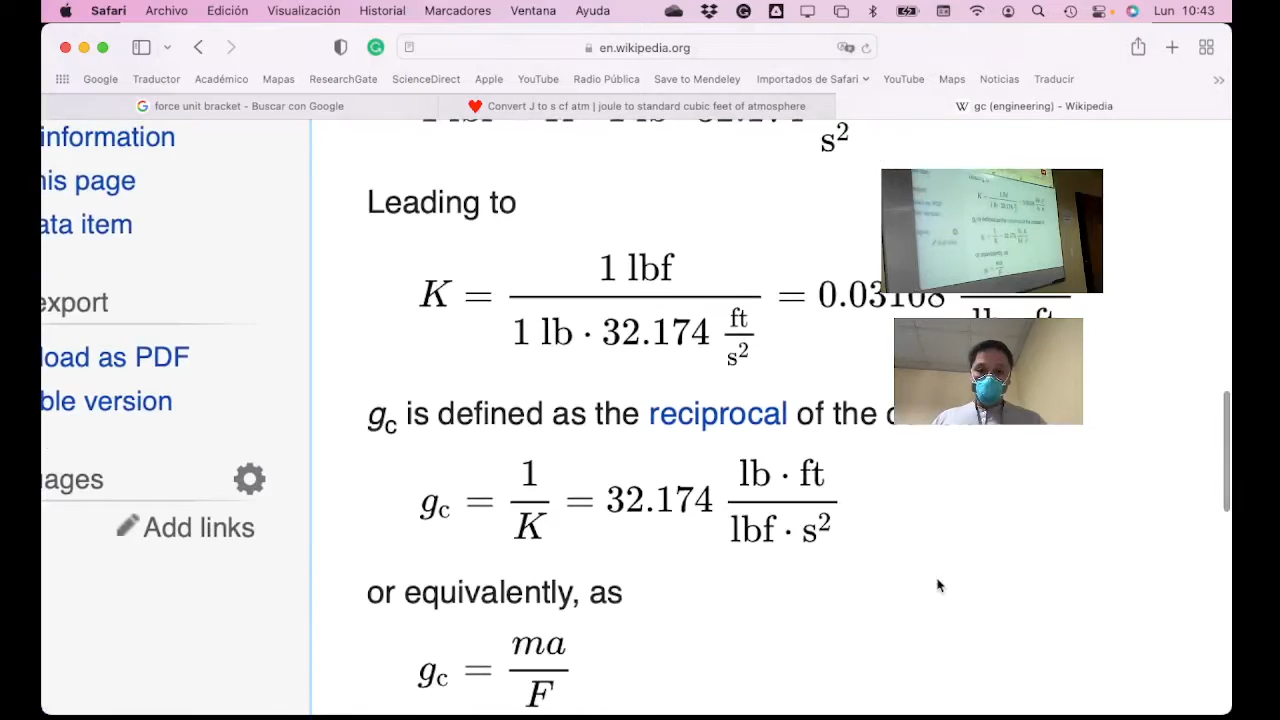 Safari Archivo Edición Visualización Historial Marcadores Ventana Ayuda Lun 10:43
en.wikipedia.org
Google Traductor Académico Mapas ResearchGate ScienceDirect Apple YouTube Radio Pública Save to Mendeley Importados de Safari YouTube Maps Noticias Traducir
force unit bracket - Buscar con Google Convert J to s cf atm | joule to standard cubic feet of atmosphere W gc (engineering) - Wikipedia
s²
information
his page
ata item
export
load as PDF
ble version
uages
Add links
Leading to
K = 1 lbf / 1 lb · 32.174 ft/s² = 0.03108
g_c is defined as the reciprocal of the
g_c = 1/K = 32.174 lb · ft / lbf · s²
or equivalently, as
g_c = ma/F